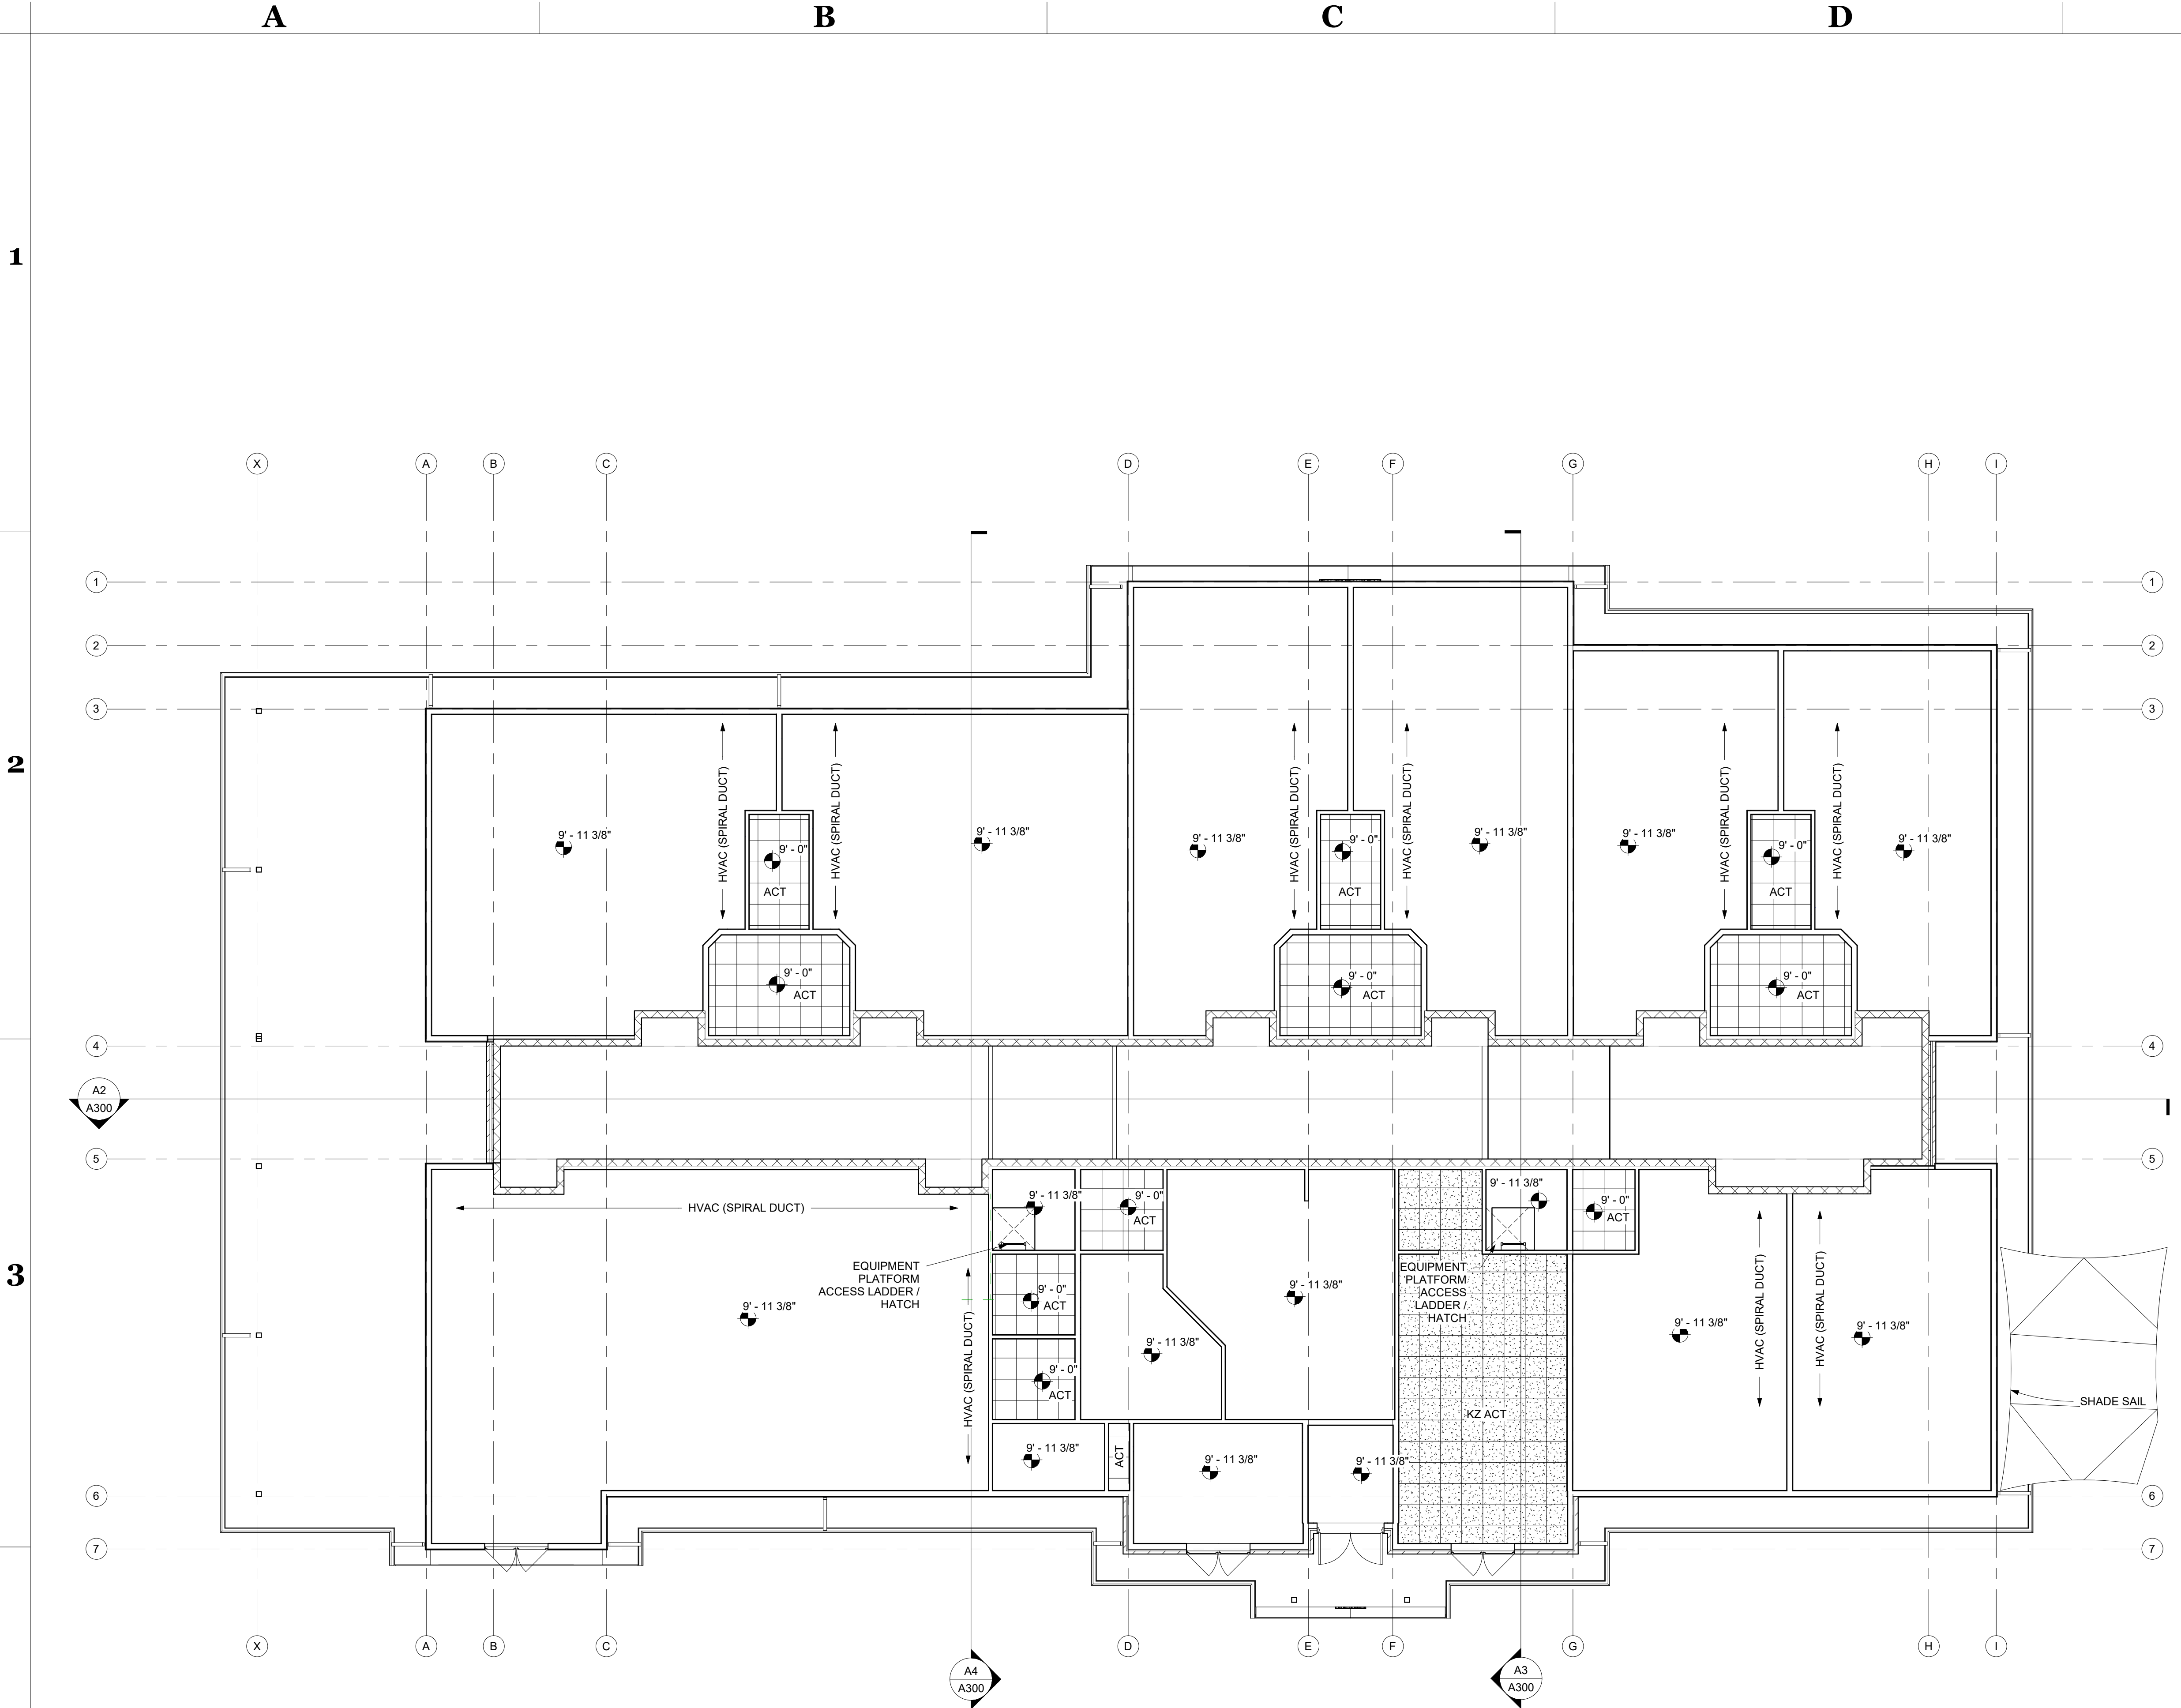 A B C D
1
2
3
X A B C D E F G H I
1 1
2 2
3 3
HVAC (SPIRAL DUCT)
HVAC (SPIRAL DUCT)
HVAC (SPIRAL DUCT)
HVAC (SPIRAL DUCT)
HVAC (SPIRAL DUCT)
HVAC (SPIRAL DUCT)
9' - 11 3/8"
9' - 0"
ACT
9' - 11 3/8"
9' - 11 3/8"
9' - 0"
ACT
9' - 11 3/8"
9' - 11 3/8"
9' - 0"
ACT
9' - 11 3/8"
9' - 0"
ACT
9' - 0"
ACT
9' - 0"
ACT
4 4
A2
A300
5 5
HVAC (SPIRAL DUCT)
9' - 11 3/8"
9' - 0"
ACT
9' - 11 3/8"
9' - 0"
ACT
EQUIPMENT
PLATFORM
ACCESS LADDER /
HATCH
HVAC (SPIRAL DUCT)
9' - 11 3/8"
9' - 0"
ACT
9' - 11 3/8"
9' - 11 3/8"
EQUIPMENT
PLATFORM
ACCESS
LADDER /
HATCH
9' - 11 3/8"
HVAC (SPIRAL DUCT)
HVAC (SPIRAL DUCT)
9' - 11 3/8"
9' - 0"
ACT
KZ ACT
SHADE SAIL
9' - 11 3/8"
ACT
9' - 11 3/8"
9' - 11 3/8"
6 6
7 7
X A B C D E F G H I
A4
A300
A3
A300